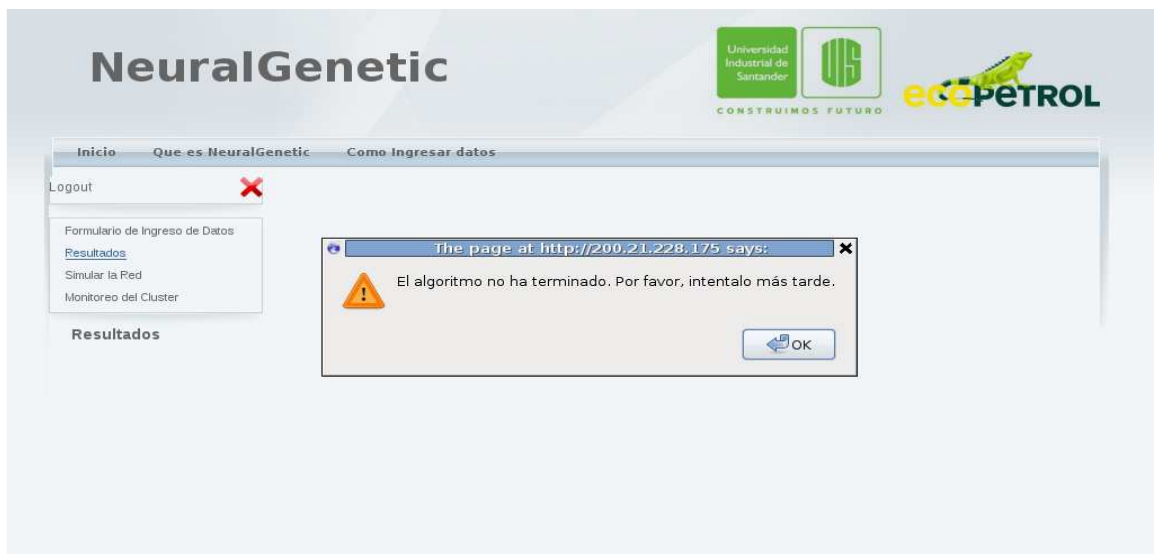 NeuralGenetic
Universidad
Industrial de
Santander
UIS
CONSTRUIMOS FUTURO
ecopetrol
Inicio Que es NeuralGenetic Como Ingresar datos
Logout
Formulario de Ingreso de Datos
Resultados
Simular la Red
Monitoreo del Cluster
Resultados
The page at http://200.21.228.175 says:
El algoritmo no ha terminado. Por favor, intentalo más tarde.
OK